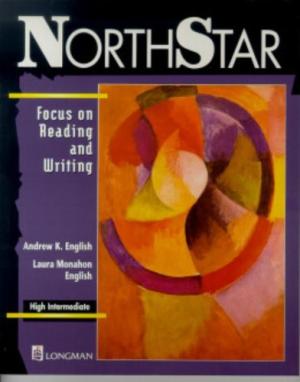 NORTHSTAR
Focus on
Reading
and
Writing
Andrew K. English
Laura Monahon
English
High Intermediate
LONGMAN